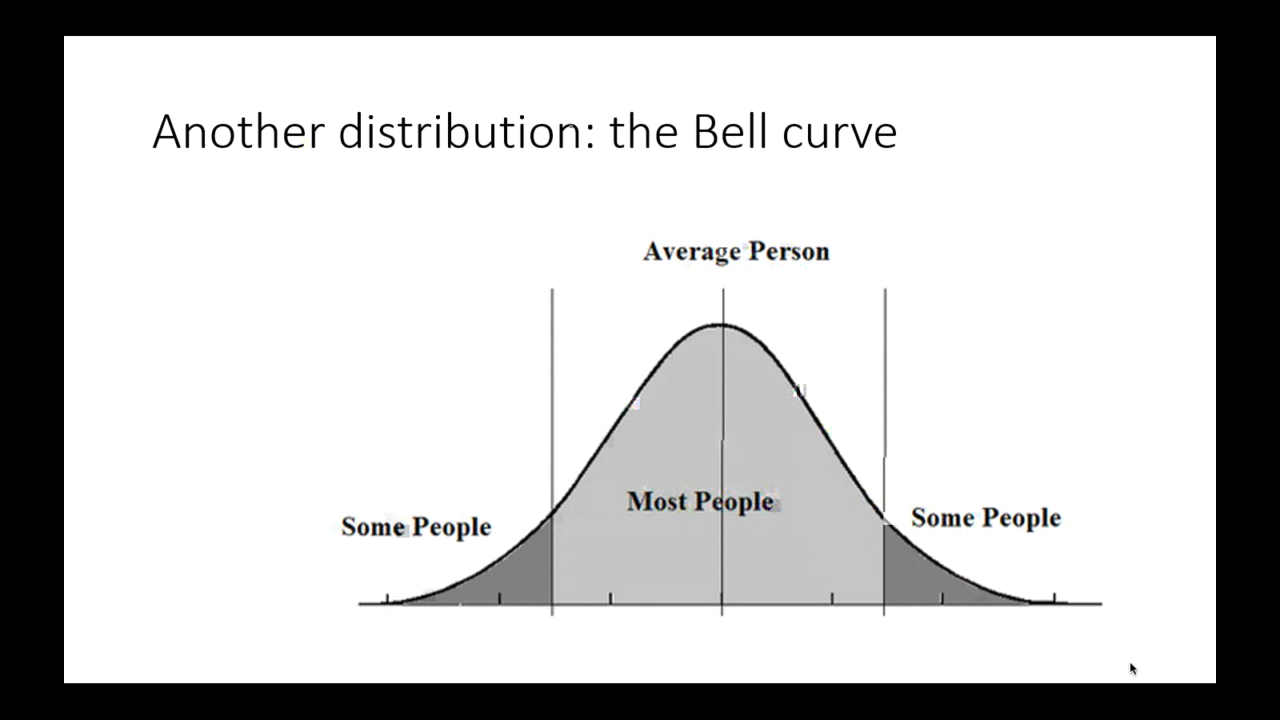 Another distribution: the Bell curve
Average Person
Most People
Some People
Some People